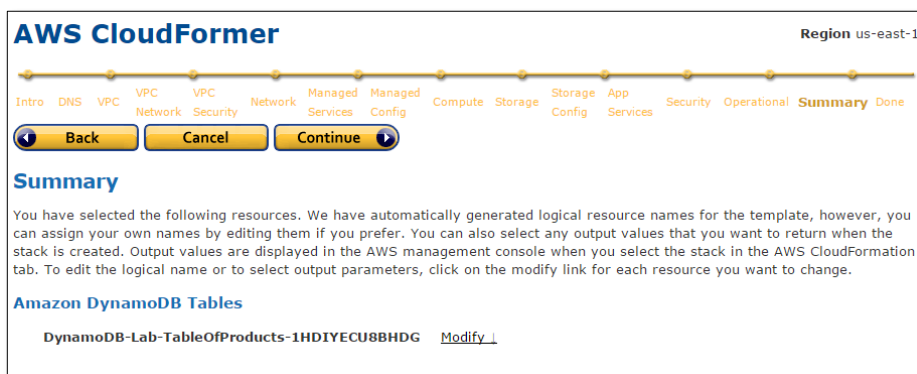 AWS CloudFormer
Region us-east-1
Intro DNS VPC VPC Network VPC Security Network Managed Services Managed Config Compute Storage Storage Config App Services Security Operational Summary Done
Back Cancel Continue
Summary
You have selected the following resources. We have automatically generated logical resource names for the template, however, you
can assign your own names by editing them if you prefer. You can also select any output values that you want to return when the
stack is created. Output values are displayed in the AWS management console when you select the stack in the AWS CloudFormation
tab. To edit the logical name or to select output parameters, click on the modify link for each resource you want to change.
Amazon DynamoDB Tables
DynamoDB-Lab-TableOfProducts-1HDIYECU8BHDG Modify ↓